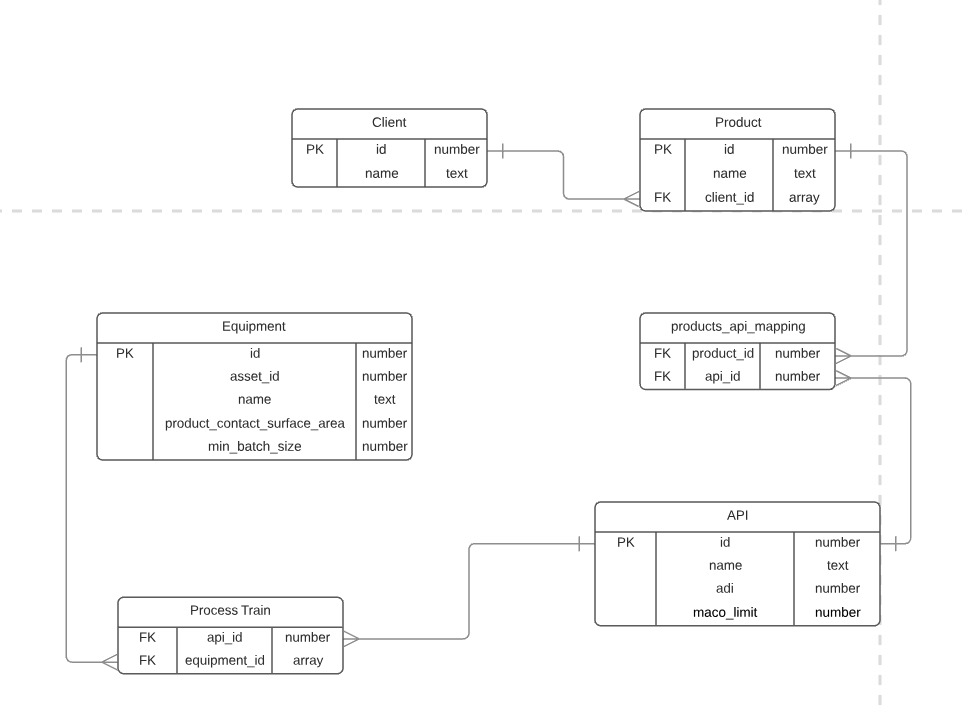 Client
PK id number
name text
Product
PK id number
name text
FK client_id array
Equipment
PK id number
asset_id number
name text
product_contact_surface_area number
min_batch_size number
products_api_mapping
FK product_id number
FK api_id number
API
PK id number
name text
adi number
maco_limit number
Process Train
FK api_id number
FK equipment_id array